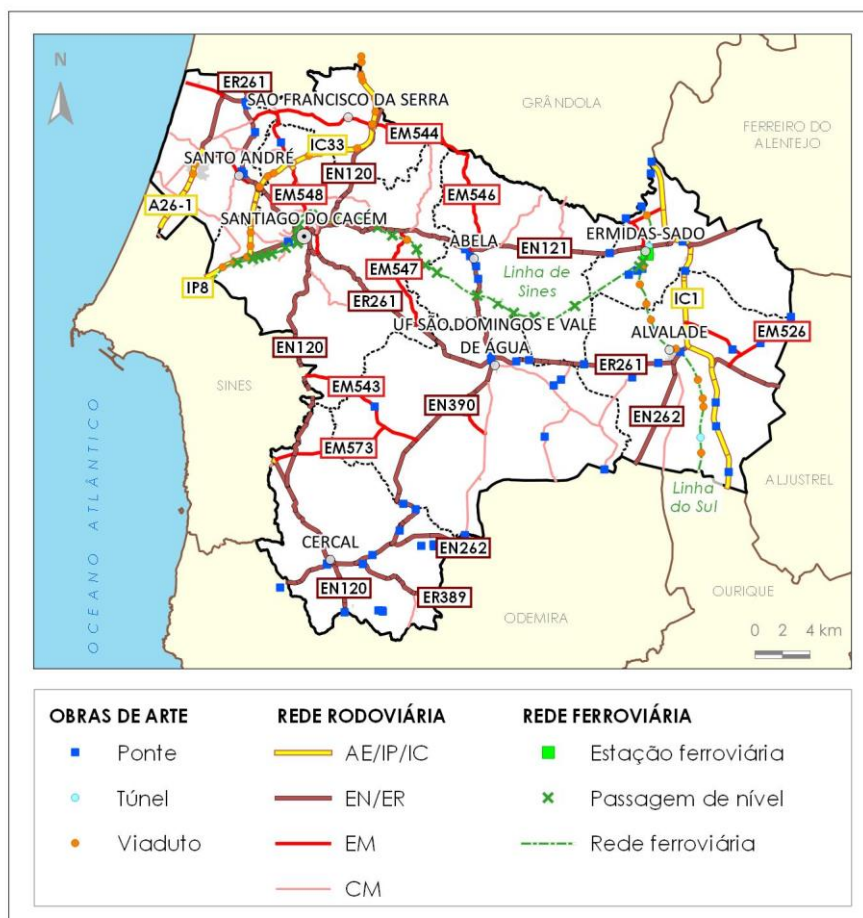 N
ER261
SÃO FRANCISCO DA SERRA
GRÂNDOLA
FERREIRO DO
ALENTEJO
EM544
IC33
SANTO ANDRÉ
EN120
EM548
EM546
A26-1
SANTIAGO DO CACÉM
ERMIDAS-SADO
ABELA
EN121
EM547
Linha de
Sines
IP8
ER261
IC1
UF SÃO DOMINGOS E VALE
DE ÁGUA
ALVALADE
EM526
EN120
ER261
SINES
EM543
EN390
EN262
EM573
Linha
do Sul
ALJUSTREL
OCEANO ATLÂNTICO
CERCAL
EN262
EN120
ER389
ODEMIRA
OURIQUE
0 2 4 km
OBRAS DE ARTE
Ponte
Túnel
Viaduto
REDE RODOVIÁRIA
AE/IP/IC
EN/ER
EM
CM
REDE FERROVIÁRIA
Estação ferroviária
Passagem de nível
Rede ferroviária